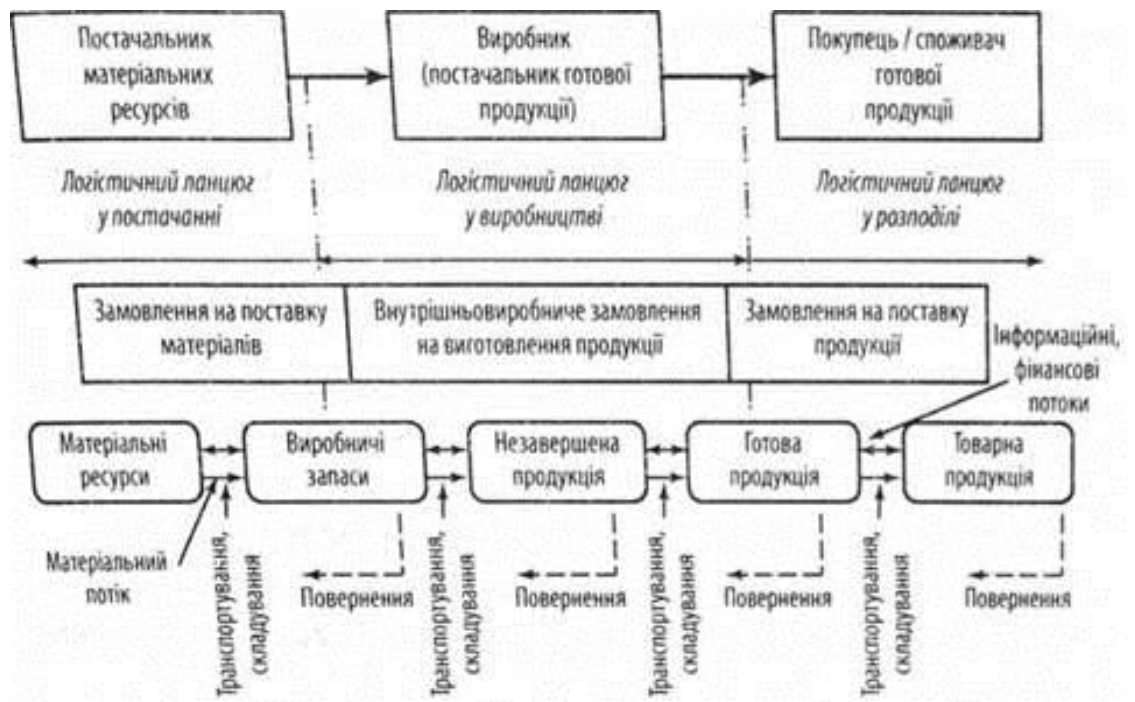 Постачальник
матеріальних
ресурсів
Виробник
(постачальник готової
продукції)
Покупець / споживач
готової
продукції
Логістичний ланцюг
у постачанні
Логістичний ланцюг
у виробництві
Логістичний ланцюг
у розподілі
Замовлення на поставку
матеріалів
Внутрішньовиробниче замовлення
на виготовлення продукції
Замовлення на поставку
продукції
Інформаційні,
фінансові
потоки
Матеріальні
ресурси
Виробничі
запаси
Незавершена
продукція
Готова
продукція
Товарна
продукція
Матеріальний
потік
Транспортування,
складування
Повернення
Транспортування,
складування
Повернення
Транспортування,
складування
Повернення
Транспортування,
складування
Повернення